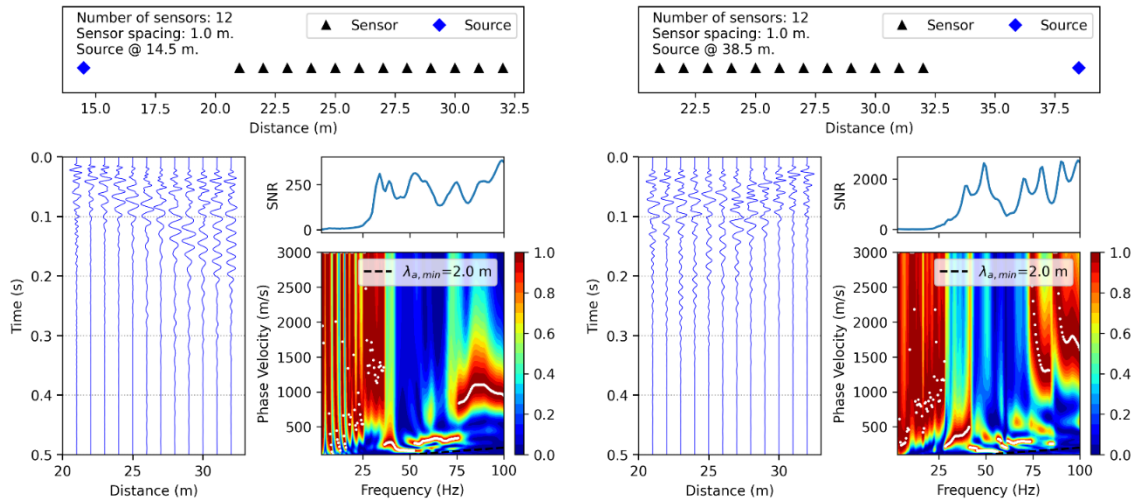 Number of sensors: 12
Sensor spacing: 1.0 m.
Source @ 14.5 m.
Sensor
Source
15.0 17.5 20.0 22.5 25.0 27.5 30.0 32.5
Distance (m)
Number of sensors: 12
Sensor spacing: 1.0 m.
Source @ 38.5 m.
Sensor
Source
22.5 25.0 27.5 30.0 32.5 35.0 37.5
Distance (m)
0.0
0.1
0.2
0.3
0.4
0.5
Time (s)
20 30
Distance (m)
250
0
SNR
3000
2500
2000
1500
1000
500
Phase Velocity (m/s)
λa,min=2.0 m
25 50 75 100
Frequency (Hz)
1.0
0.8
0.6
0.4
0.2
0.0
0.0
0.1
0.2
0.3
0.4
0.5
Time (s)
20 30
Distance (m)
2000
0
SNR
3000
2500
2000
1500
1000
500
Phase Velocity (m/s)
λa,min=2.0 m
25 50 75 100
Frequency (Hz)
1.0
0.8
0.6
0.4
0.2
0.0